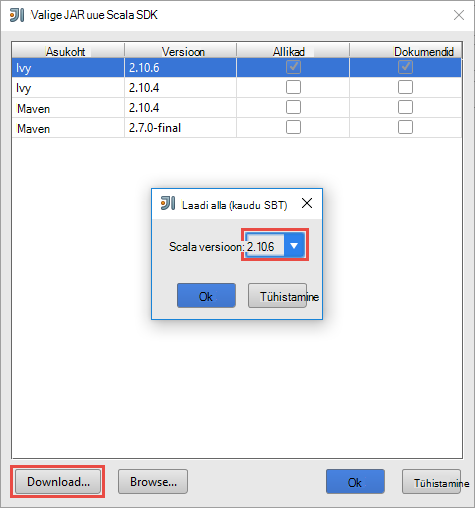 Valige JAR uue Scala SDK
Asukoht Versioon Allikad Dokumendid
Ivy 2.10.6
Ivy 2.10.4
Maven 2.10.4
Maven 2.7.0-final
Laadi alla (kaudu SBT)
Scala versioon: 2.10.6
Ok Tühistamine
Download... Browse... Ok Tühistamine